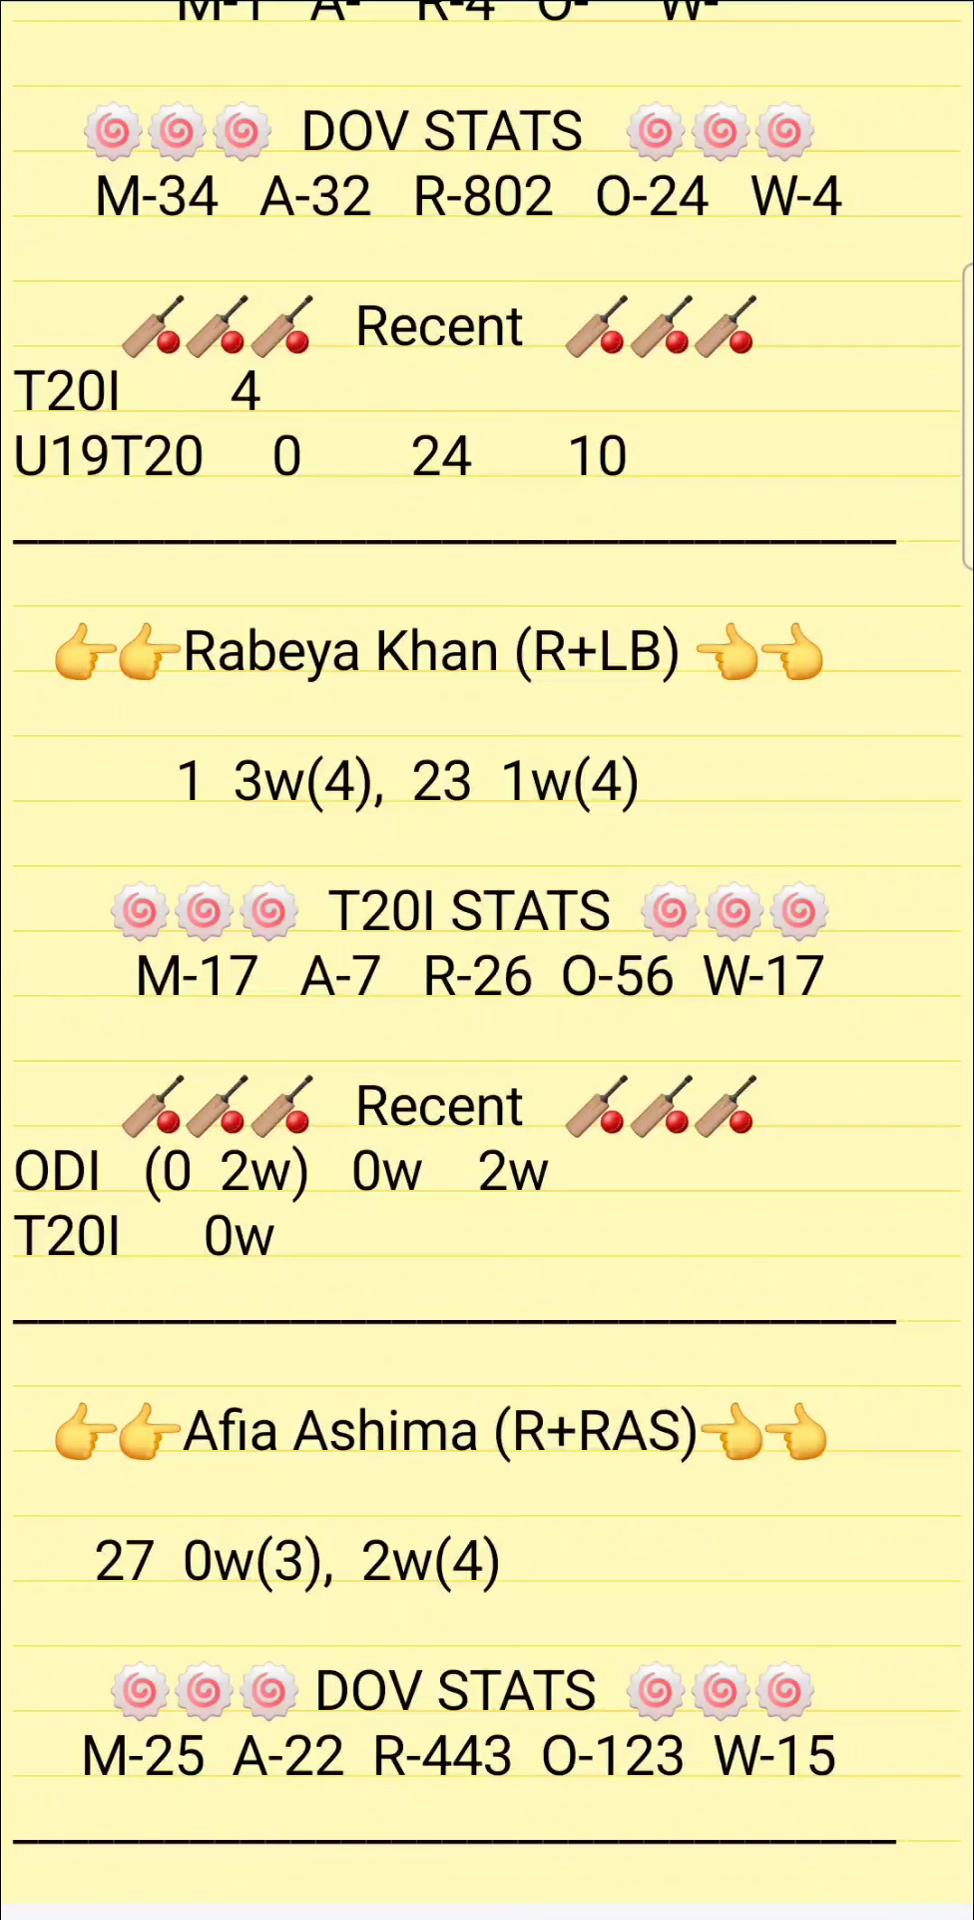 M-1 A- R-4 O- W-
🍥🍥🍥 DOV STATS 🍥🍥🍥
M-34 A-32 R-802 O-24 W-4
🏏🏏🏏 Recent 🏏🏏🏏
T20I 4
U19T20 0 24 10
👉👉Rabeya Khan (R+LB) 👈👈
1 3w(4), 23 1w(4)
🍥🍥🍥 T20I STATS 🍥🍥🍥
M-17 A-7 R-26 O-56 W-17
🏏🏏🏏 Recent 🏏🏏🏏
ODI (0 2w) 0w 2w
T20I 0w
👉👉Afia Ashima (R+RAS)👈👈
27 0w(3), 2w(4)
🍥🍥🍥 DOV STATS 🍥🍥🍥
M-25 A-22 R-443 O-123 W-15